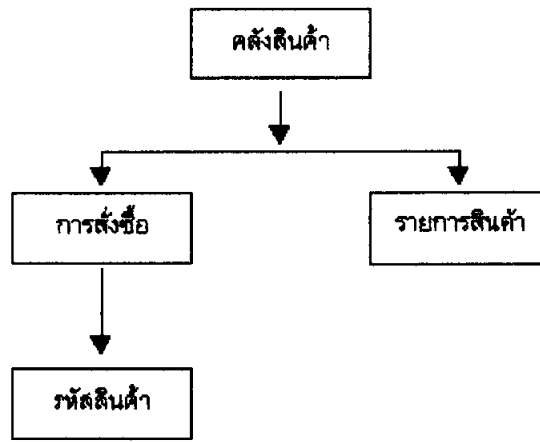 คลังสินค้า
การสั่งซื้อ
รายการสินค้า
รหัสสินค้า